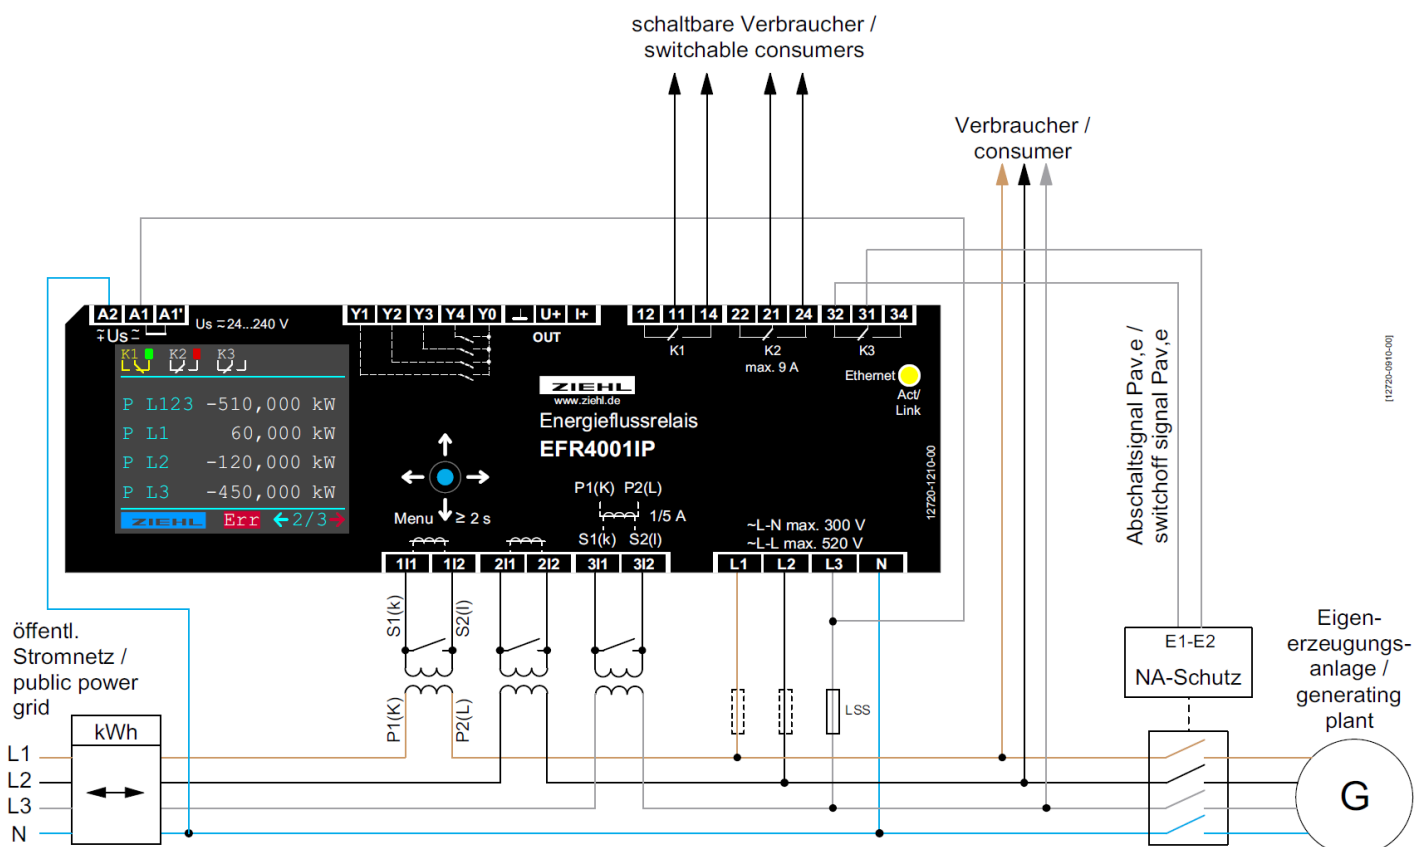 schaltbare Verbraucher /
switchable consumers
Verbraucher /
consumer
A2 A1 A1'
Us
Us 24...240 V
Y1 Y2 Y3 Y4 Y0 ⊥ U+ I+
OUT
12 11 14 22 21 24 32 31 34
K1
K2
max. 9 A
K3
Ethernet
Act/
Link
K1 K2 K3
P L123 -510,000 kW
P L1 60,000 kW
P L2 -120,000 kW
P L3 -450,000 kW
ZIEHL Err 2/3
ZIEHL
www.ziehl.de
Energieflussrelais
EFR4001IP
P1(K) P2(L)
1/5 A
S1(k) S2(l)
Menu ≥ 2 s
~L-N max. 300 V
~L-L max. 520 V
12720-1210-00
1I1 1I2 2I1 2I2 3I1 3I2 L1 L2 L3 N
S1(k) S2(l)
P1(K) P2(L)
LSS
Abschaltsignal Pav,e /
switchoff signal Pav,e
[12720-0910-00]
E1-E2
NA-Schutz
Eigen-
erzeugungs-
anlage /
generating
plant
G
öffentl.
Stromnetz /
public power
grid
kWh
L1
L2
L3
N